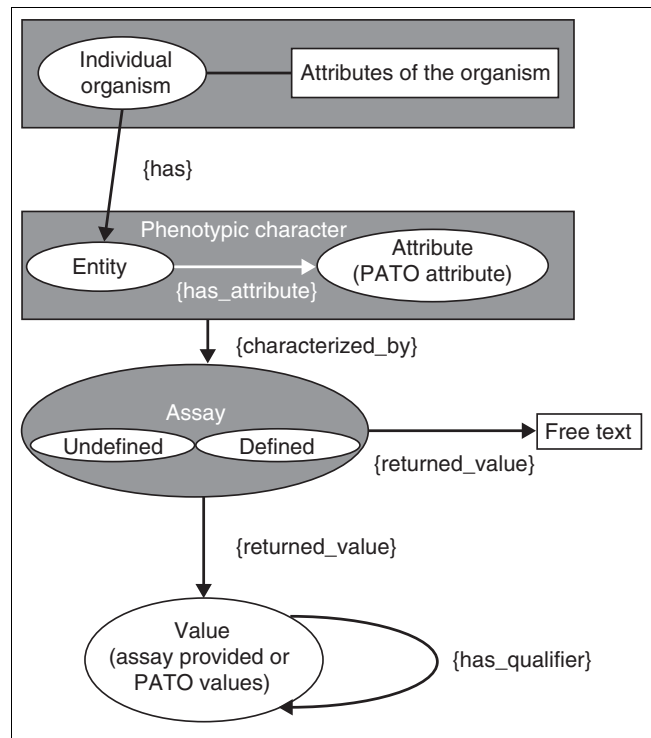 Individual
organism
Attributes of the organism
{has}
Phenotypic character
Entity
{has_attribute}
Attribute
(PATO attribute)
{characterized_by}
Assay
Undefined
Defined
{returned_value}
Free text
{returned_value}
Value
(assay provided or
PATO values)
{has_qualifier}